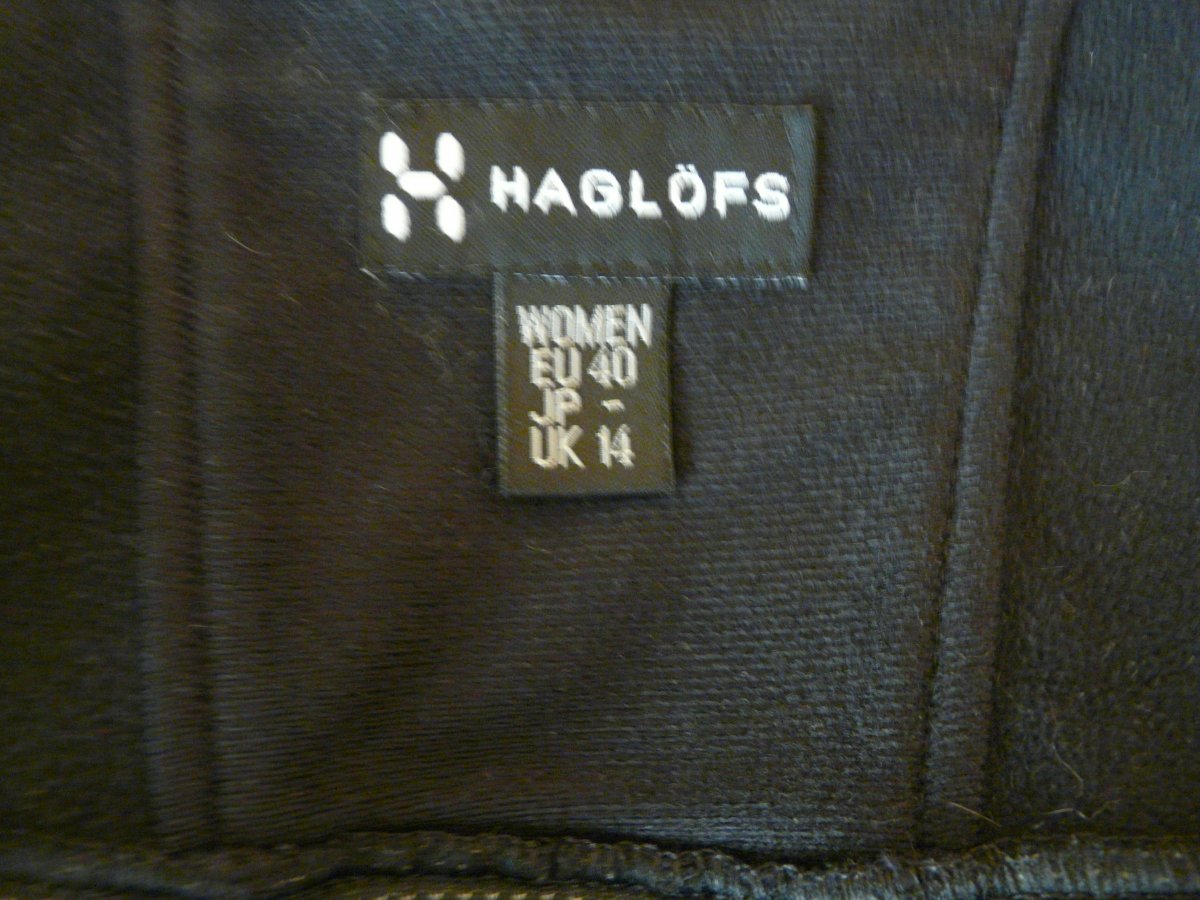 HAGLÖFS
WOMEN
EU 40
JP -
UK 14